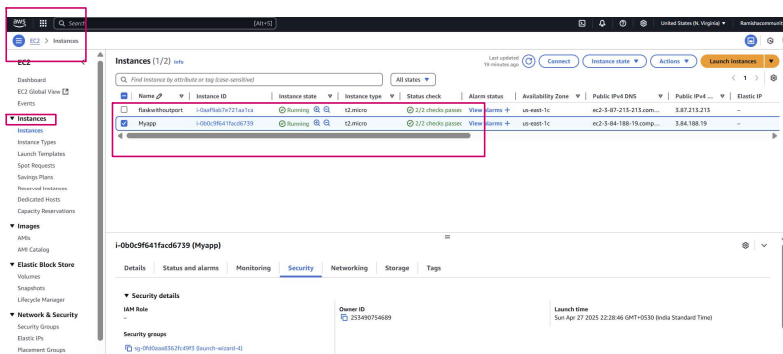 aws
Search
[Alt+S]
United States (N. Virginia)
Ramishacommunit
EC2 > Instances
EC2
Dashboard
EC2 Global View
Events
Instances
Instances
Instance Types
Launch Templates
Spot Requests
Savings Plans
Reserved Instances
Dedicated Hosts
Capacity Reservations
Images
AMIs
AMI Catalog
Elastic Block Store
Volumes
Snapshots
Lifecycle Manager
Network & Security
Security Groups
Elastic IPs
Placement Groups
Instances (1/2) Info
Last updated
19 minutes ago
Connect
Instance state
Actions
Launch instances
Find Instance by attribute or tag (case-sensitive)
All states
1
Name Instance ID Instance state Instance type Status check Alarm status Availability Zone Public IPv4 DNS Public IPv4 ... Elastic IP
flaskwithoutport i-0aaf9ab7e721aa1ca Running t2.micro 2/2 checks passec View alarms + us-east-1c ec2-3-87-213-213.com... 3.87.213.213 –
Myapp i-0b0c9f641facd6739 Running t2.micro 2/2 checks passec View alarms + us-east-1c ec2-3-84-188-19.comp... 3.84.188.19 –
i-0b0c9f641facd6739 (Myapp)
Details Status and alarms Monitoring Security Networking Storage Tags
Security details
IAM Role Owner ID Launch time
– 253490754689 Sun Apr 27 2025 22:28:46 GMT+0530 (India Standard Time)
Security groups
sg-0fd0aaa8362fc49f3 (launch-wizard-4)